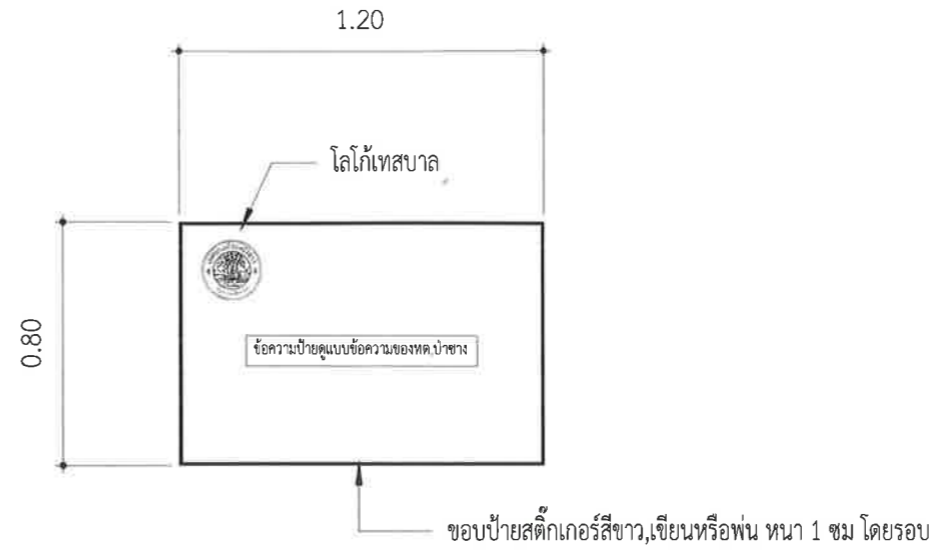 1.20
โลโก้เทสบาล
0.80
ข้อความป้ายดูแบบข้อความของทต.ป่าซาง
ขอบป้ายสติ๊กเกอร์สีขาว,เขียนหรือพ่น หนา 1 ซม โดยรอบ